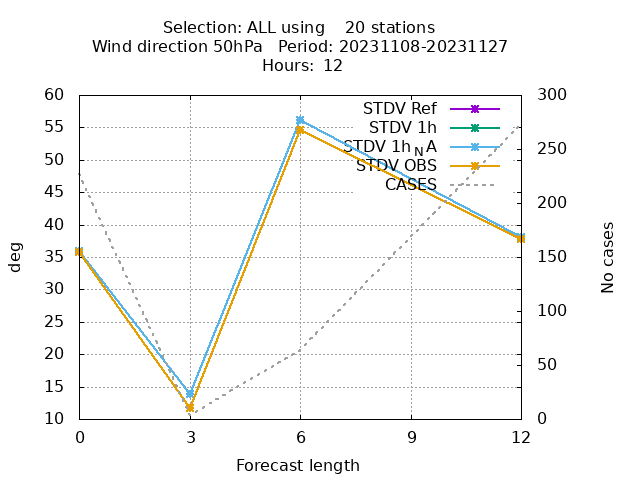 Selection: ALL using    20 stations
Wind direction 50hPa   Period: 20231108-20231127
Hours:  12
60
55
50
45
40
35
30
25
20
15
10
300
250
200
150
100
50
0
STDV Ref
STDV 1h
STDV 1h_N A
STDV OBS
CASES
deg
No cases
0 3 6 9 12
Forecast length